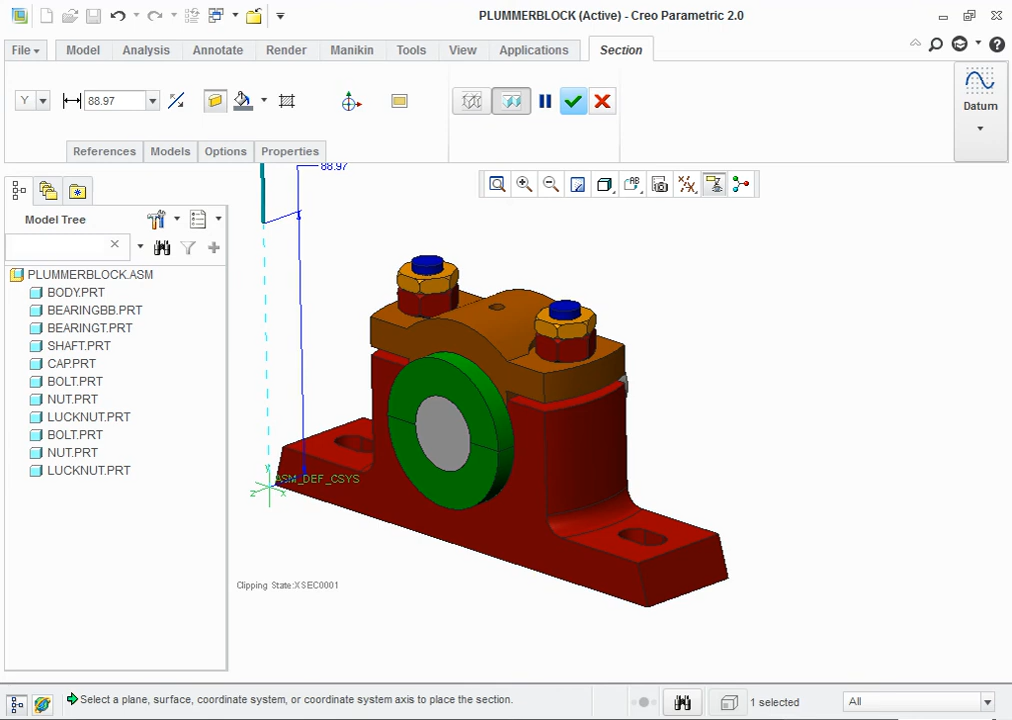 PLUMMERBLOCK (Active) - Creo Parametric 2.0
File Model Analysis Annotate Render Manikin Tools View Applications Section
Y 88.97
Datum
References Models Options Properties
88.97
Model Tree
PLUMMERBLOCK.ASM
BODY.PRT
BEARINGBB.PRT
BEARINGT.PRT
SHAFT.PRT
CAP.PRT
BOLT.PRT
NUT.PRT
LUCKNUT.PRT
BOLT.PRT
NUT.PRT
LUCKNUT.PRT
Y
ASM_DEF_CSYS
Z X
Clipping State:XSEC0001
Select a plane, surface, coordinate system, or coordinate system axis to place the section.
1 selected
All